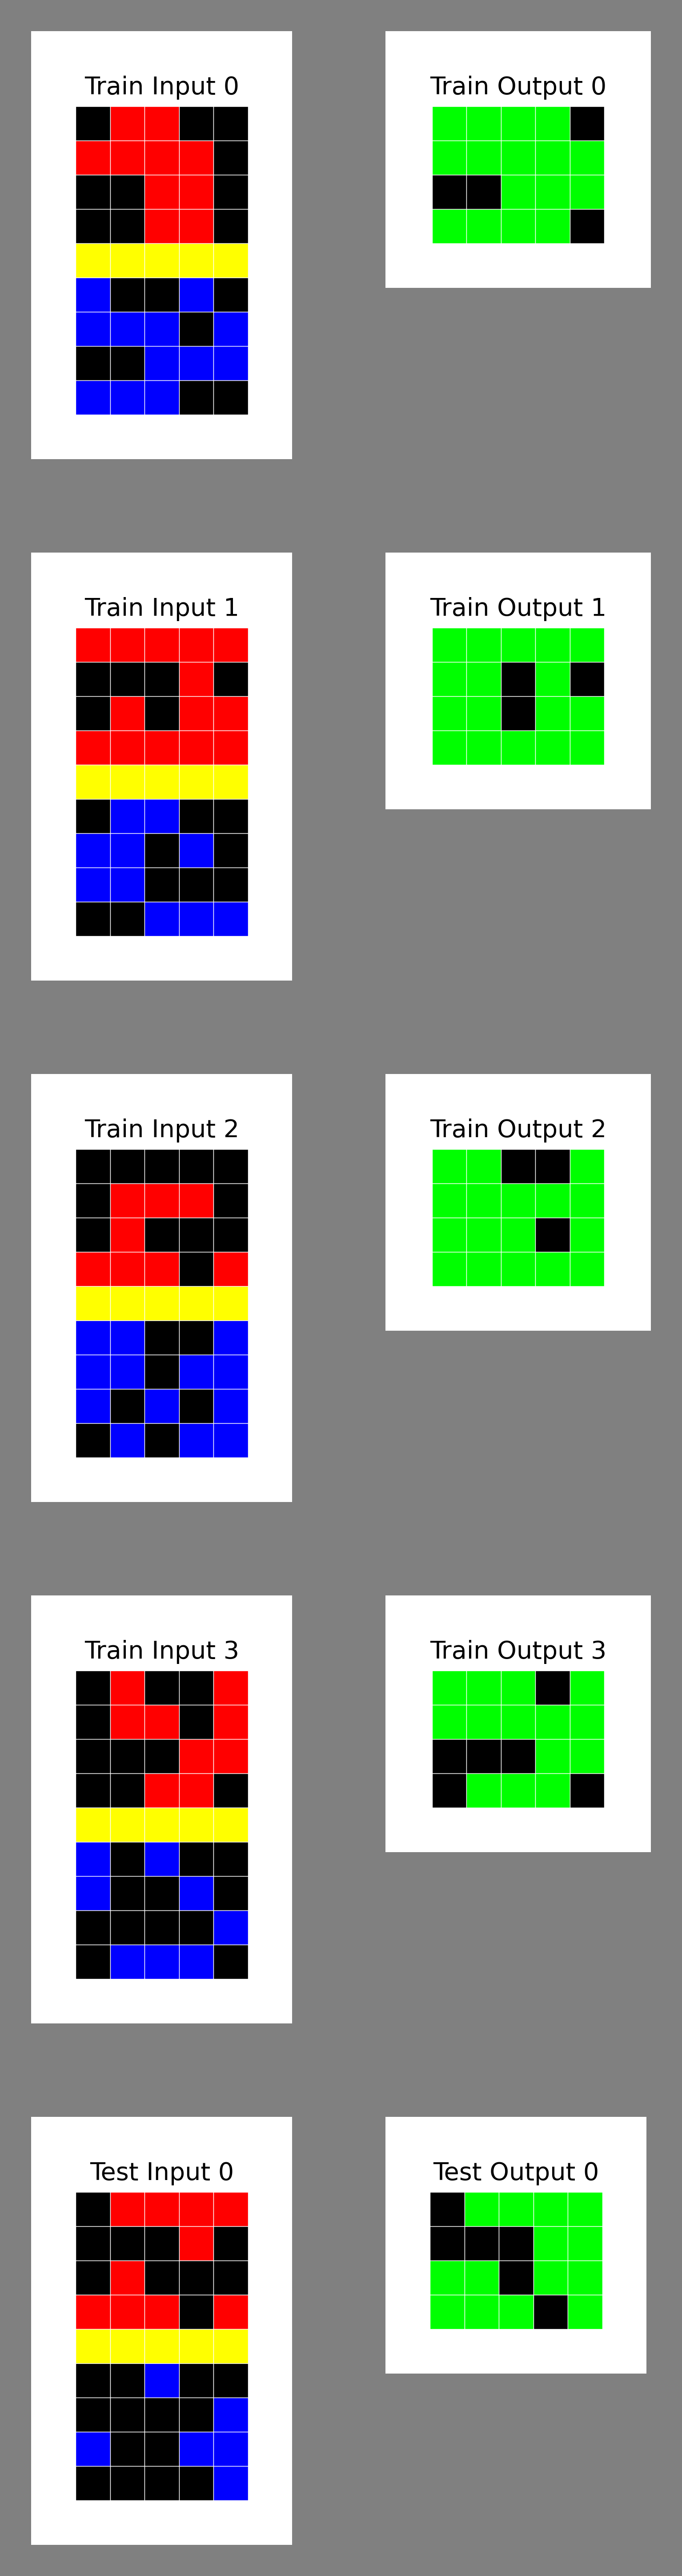 Train Input 0
Train Output 0
Train Input 1
Train Output 1
Train Input 2
Train Output 2
Train Input 3
Train Output 3
Test Input 0
Test Output 0